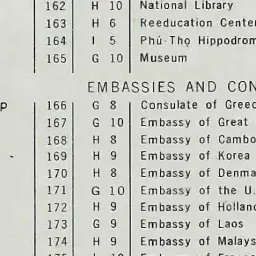 162 H 10 National Library
163 H 6 Reeducation Center
164 I 5 Phú-Thọ Hippodrom
165 G 10 Museum
EMBASSIES AND CON
p 166 G 8 Consulate of Greec
167 G 10 Embassy of Great
168 H 8 Embassy of Cambo
169 H 9 Embassy of Korea
170 H 8 Embassy of Denma
171 G 10 Embassy of the U.
172 H 9 Embassy of Holland
173 G 9 Embassy of Laos
174 H 9 Embassy of Malays